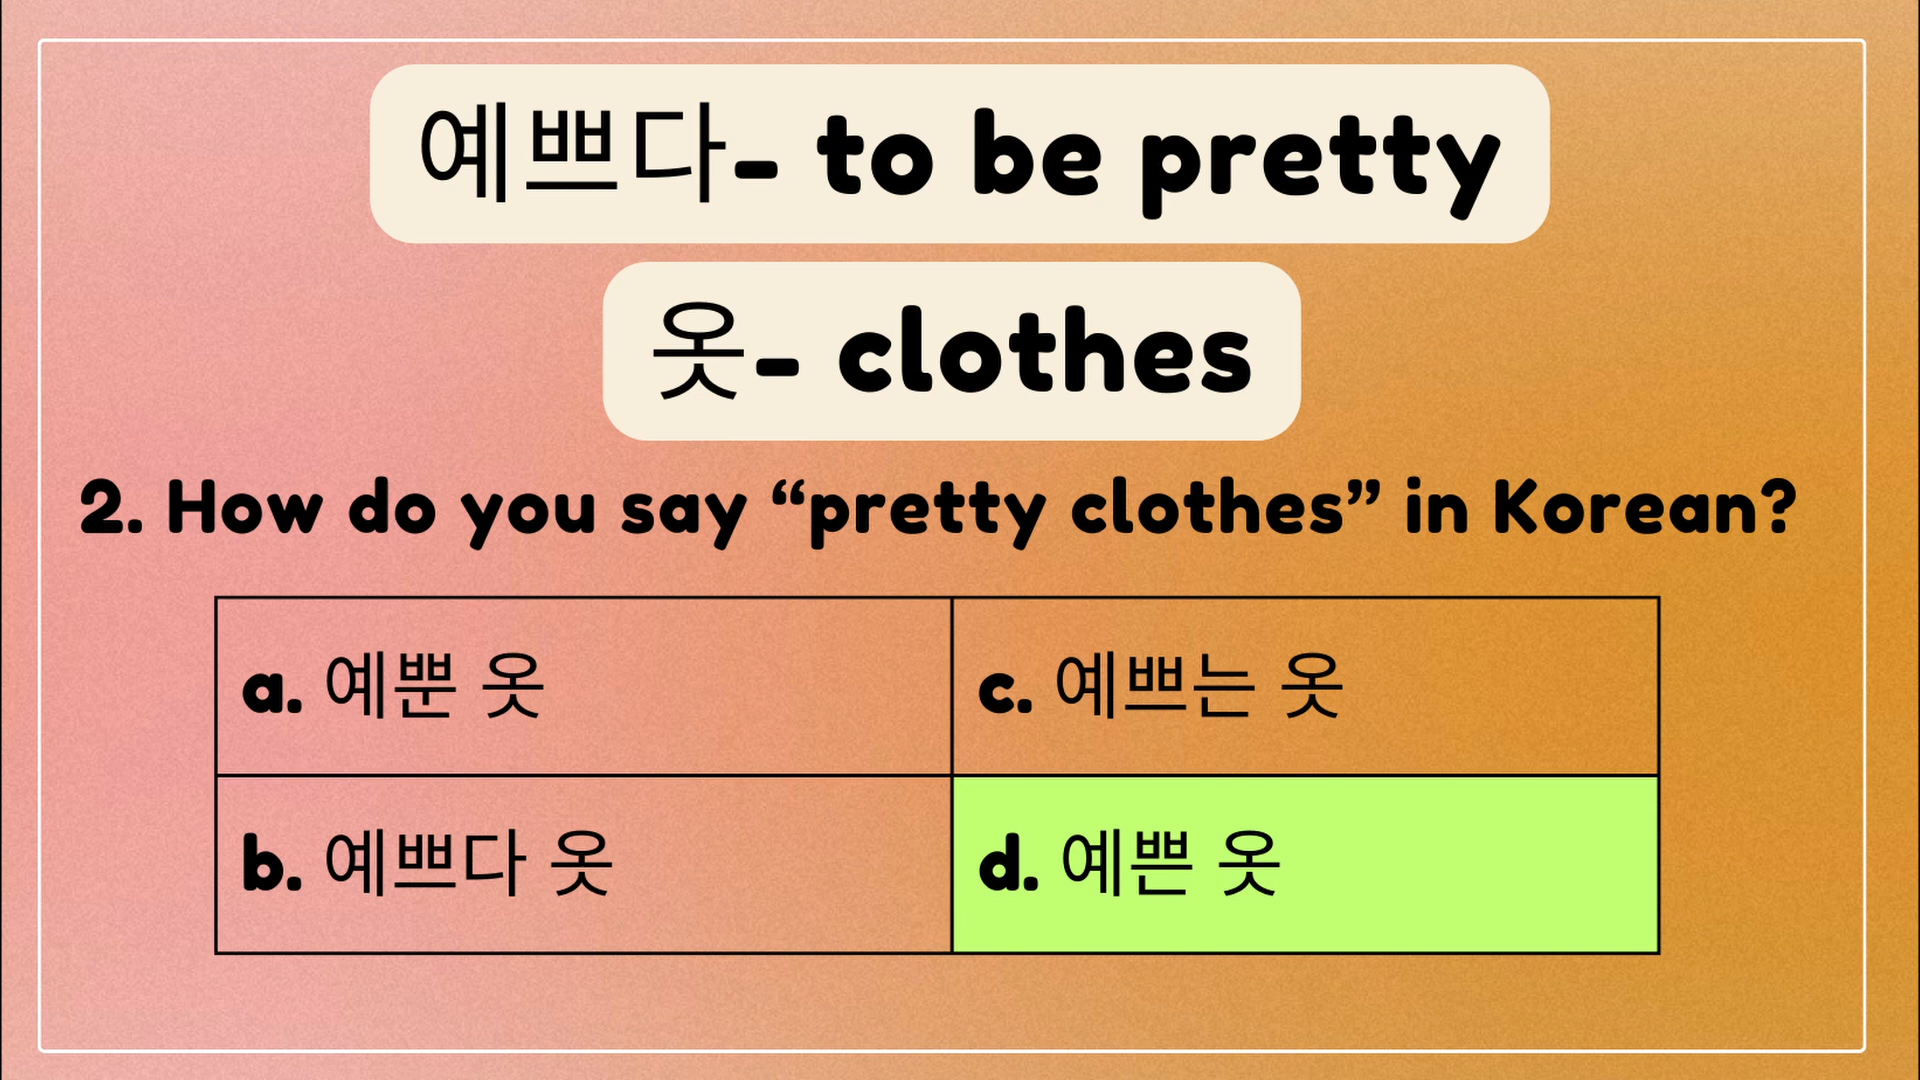 예쁘다- to be pretty
옷- clothes
2. How do you say “pretty clothes” in Korean?
a. 예뿐 옷
c. 예쁘는 옷
b. 예쁘다 옷
d. 예쁜 옷